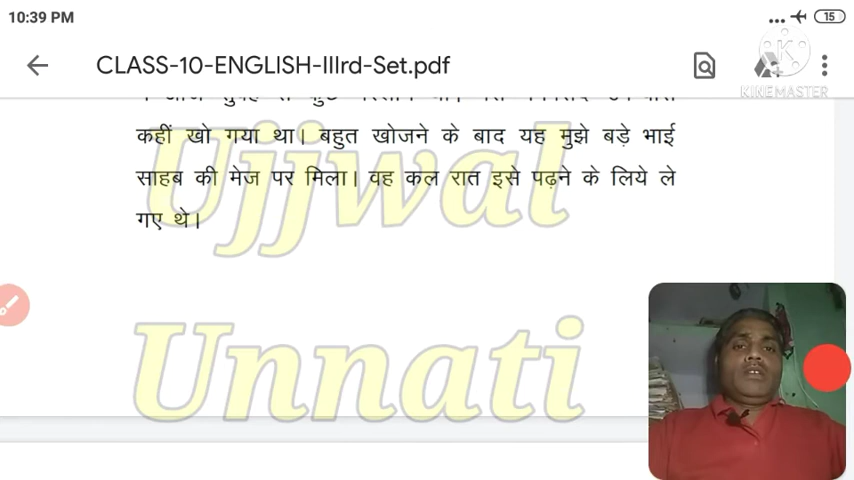 10:39 PM
15
CLASS-10-ENGLISH-IIIrd-Set.pdf
KINEMASTER
कहीं खो गया था। बहुत खोजने के बाद यह मुझे बड़े भाई
साहब की मेज पर मिला। वह कल रात इसे पढ़ने के लिये ले
गए थे।
Ujjwal
Unnati